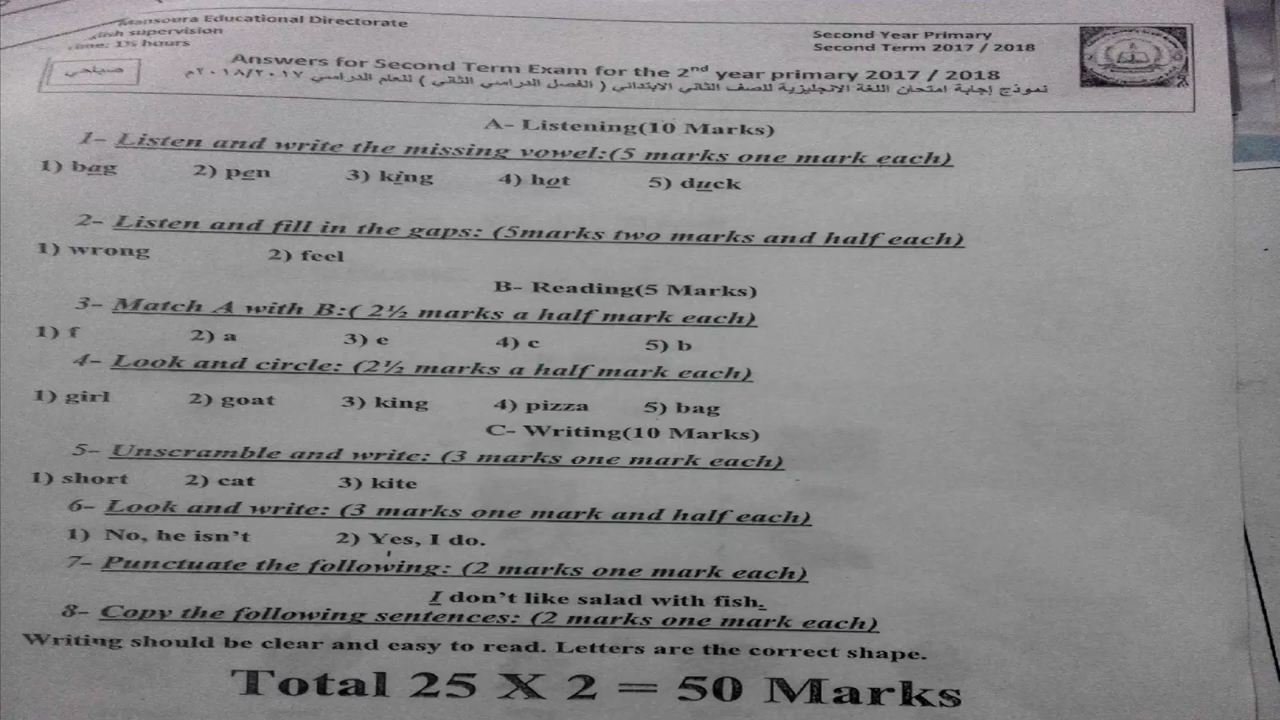 Mansoura Educational Directorate
supervision
Time: 1½ hours
Second Year Primary
Second Term 2017 / 2018
صباحي
Answers for Second Term Exam for the 2nd year primary 2017 / 2018
نموذج إجابة امتحان اللغة الانجليزية للصف الثاني الابتدائي ( الفصل الدراسي الثاني ) للعام الدراسي ٢٠١٨/٢٠١٧م
A- Listening(10 Marks)
1- Listen and write the missing vowel:(5 marks one mark each)
1) bag 2) pen 3) king 4) hot 5) duck
2- Listen and fill in the gaps: (5marks two marks and half each)
1) wrong 2) feel
B- Reading(5 Marks)
3- Match A with B:( 2½ marks a half mark each)
1) f 2) a 3) e 4) c 5) b
4- Look and circle: (2½ marks a half mark each)
1) girl 2) goat 3) king 4) pizza 5) bag
C- Writing(10 Marks)
5- Unscramble and write: (3 marks one mark each)
1) short 2) cat 3) kite
6- Look and write: (3 marks one mark and half each)
1) No, he isn't 2) Yes, I do.
7- Punctuate the following: (2 marks one mark each)
I don't like salad with fish.
8- Copy the following sentences: (2 marks one mark each)
Writing should be clear and easy to read. Letters are the correct shape.
Total 25 X 2 = 50 Marks